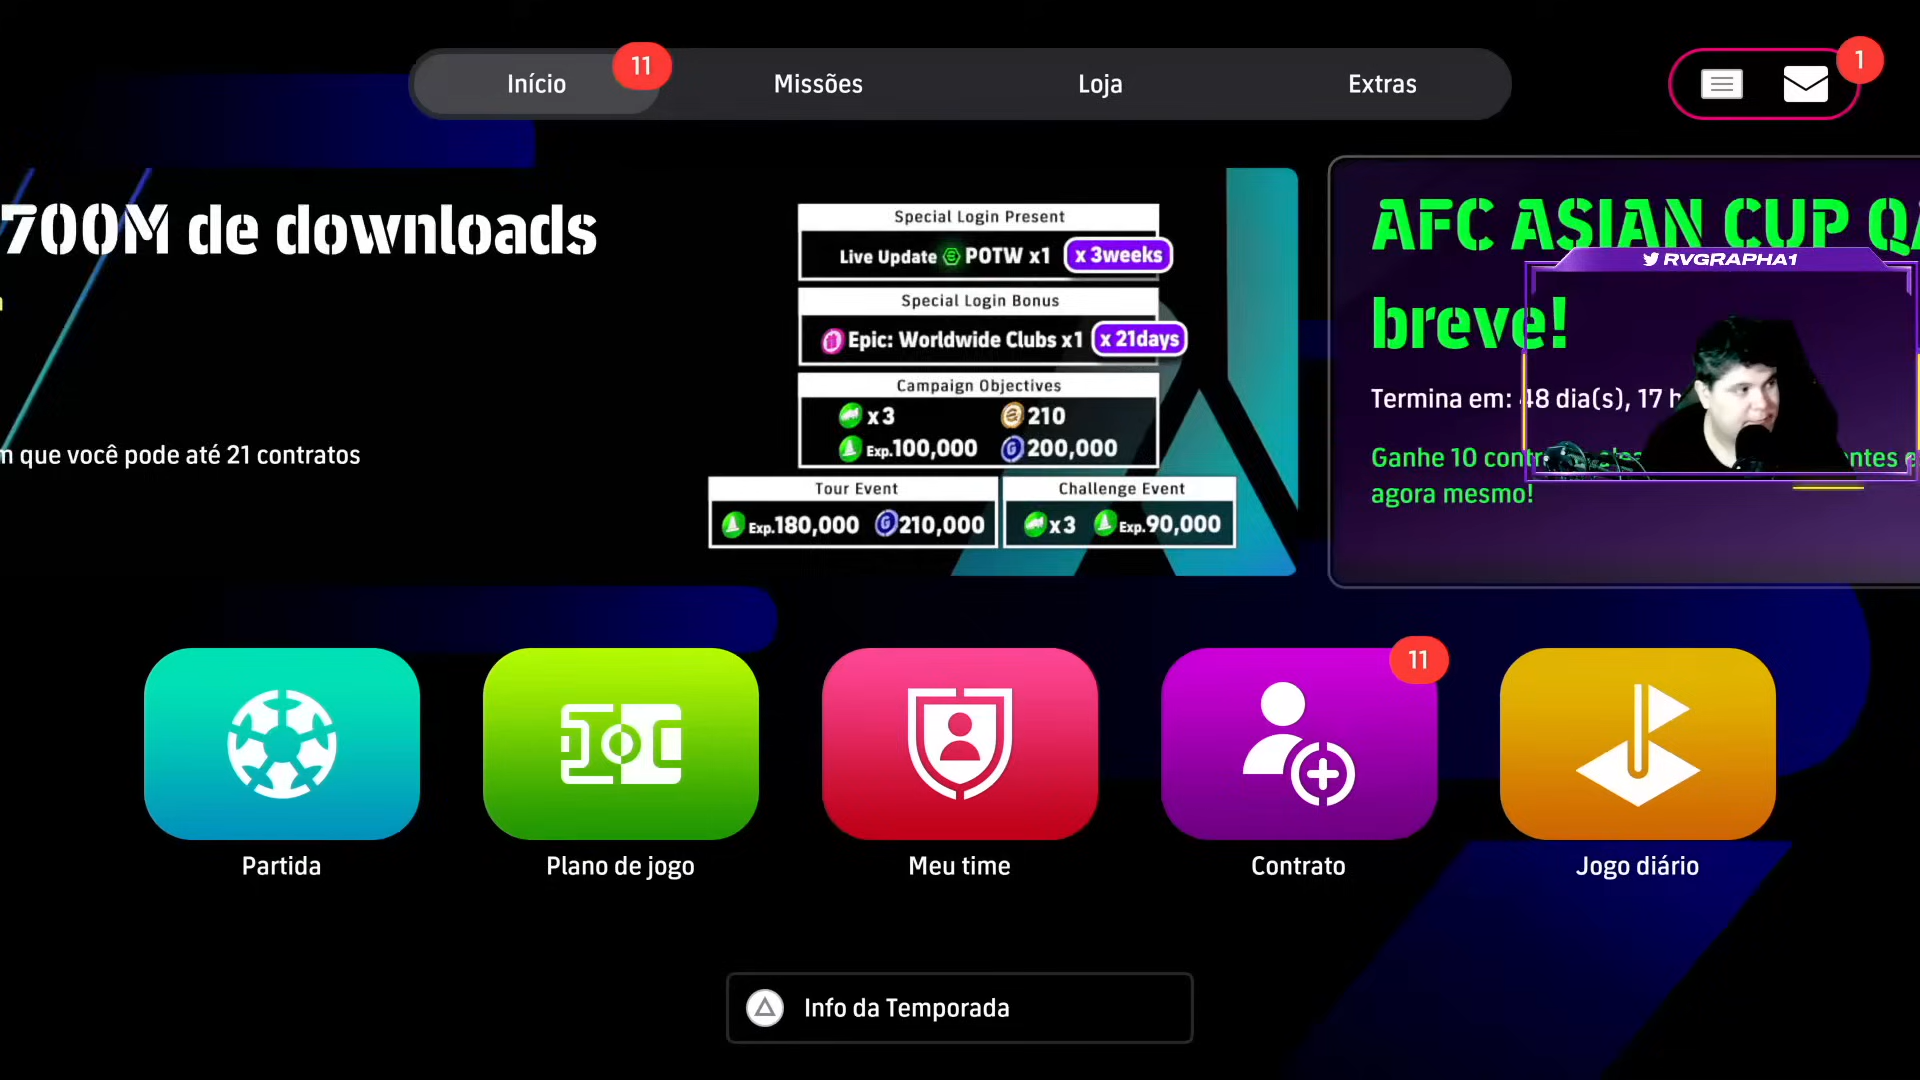 Início
11
Missões
Loja
Extras
1
700M de downloads
m que você pode até 21 contratos
Special Login Present
Live Update POTW x1
x 3weeks
Special Login Bonus
Epic: Worldwide Clubs x1
x 21days
Campaign Objectives
x3
210
Exp.100,000
200,000
Tour Event
Exp.180,000
210,000
Challenge Event
x3
Exp.90,000
AFC ASIAN CUP
breve!
Termina em: 48 dia(s), 17 h
Ganhe 10
agora mesmo!
RVGRAPHA1
Partida
Plano de jogo
Meu time
11
Contrato
Jogo diário
Info da Temporada